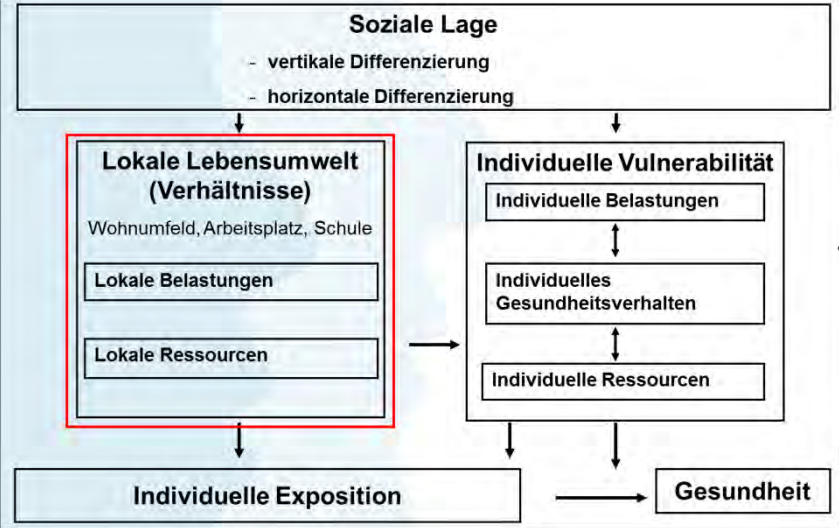 Soziale Lage
- vertikale Differenzierung
- horizontale Differenzierung
Lokale Lebensumwelt
(Verhältnisse)
Wohnumfeld, Arbeitsplatz, Schule
Lokale Belastungen
Lokale Ressourcen
Individuelle Vulnerabilität
Individuelle Belastungen
Individuelles
Gesundheitsverhalten
Individuelle Ressourcen
Individuelle Exposition
Gesundheit